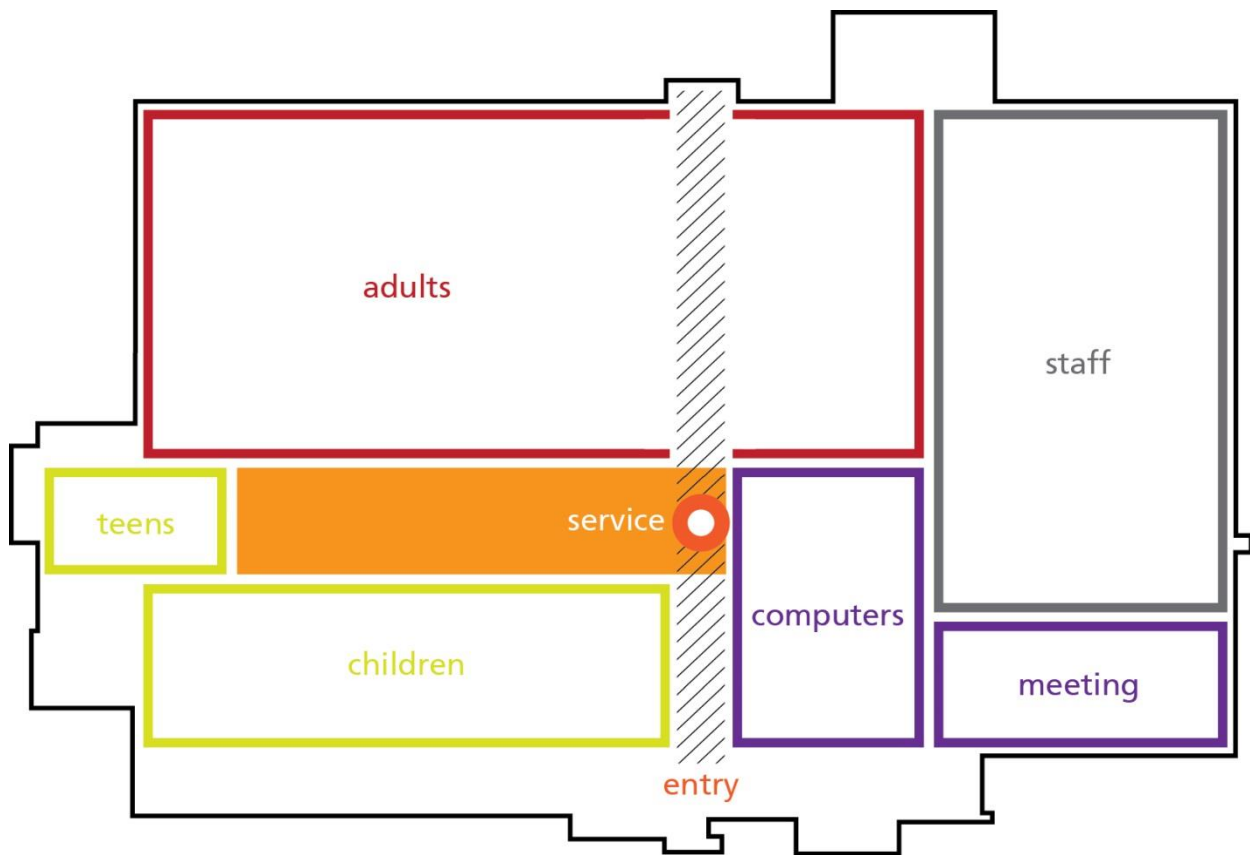 adults
staff
service
teens
computers
children
meeting
entry